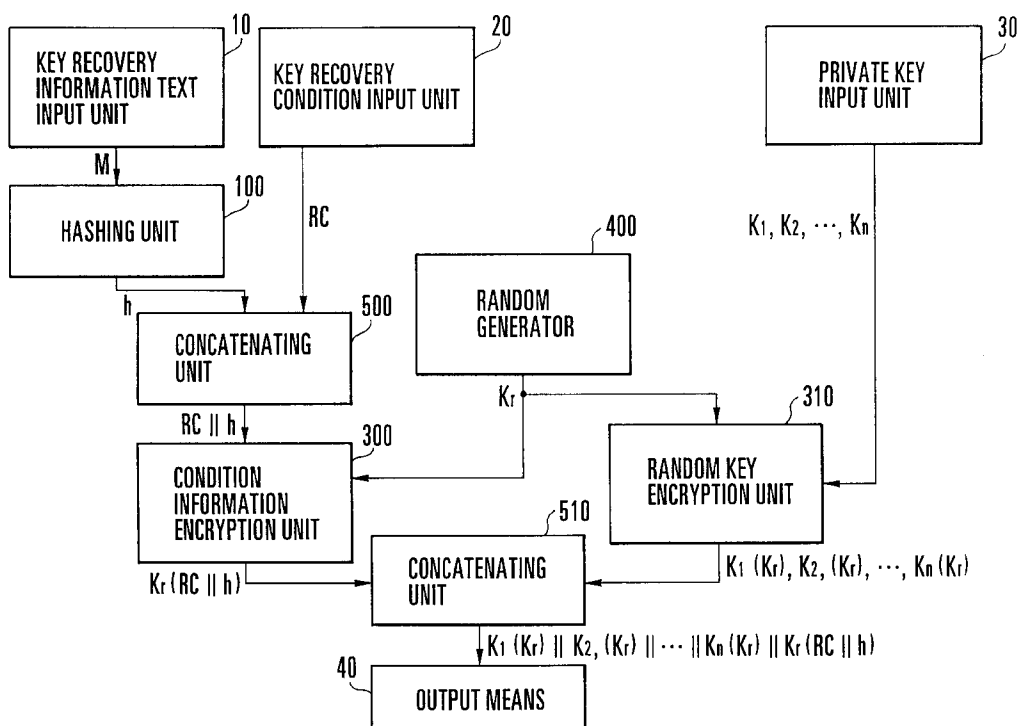 10
KEY RECOVERY
INFORMATION TEXT
INPUT UNIT
20
KEY RECOVERY
CONDITION INPUT UNIT
30
PRIVATE KEY
INPUT UNIT
M
100
HASHING UNIT
RC
K1, K2, ···, Kn
400
RANDOM
GENERATOR
h
500
CONCATENATING
UNIT
Kr
310
RANDOM KEY
ENCRYPTION UNIT
RC || h
300
CONDITION
INFORMATION
ENCRYPTION UNIT
510
CONCATENATING
UNIT
Kr (RC || h)
K1 (Kr), K2, (Kr), ···, Kn (Kr)
K1 (Kr) || K2, (Kr) || ··· || Kn (Kr) || Kr (RC || h)
40
OUTPUT MEANS